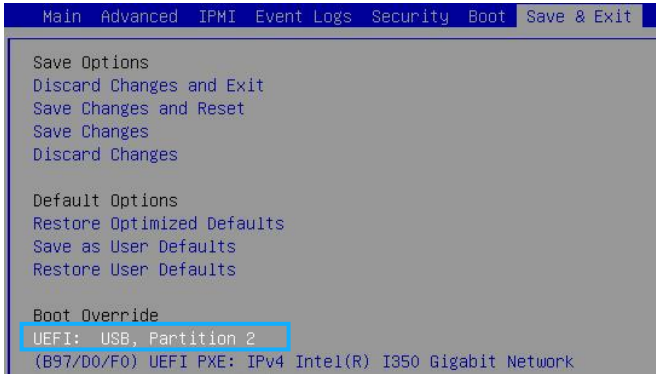 Main Advanced IPMI Event Logs Security Boot Save & Exit
Save Options
Discard Changes and Exit
Save Changes and Reset
Save Changes
Discard Changes
Default Options
Restore Optimized Defaults
Save as User Defaults
Restore User Defaults
Boot Override
UEFI: USB, Partition 2
(B97/D0/F0) UEFI PXE: IPv4 Intel(R) I350 Gigabit Network